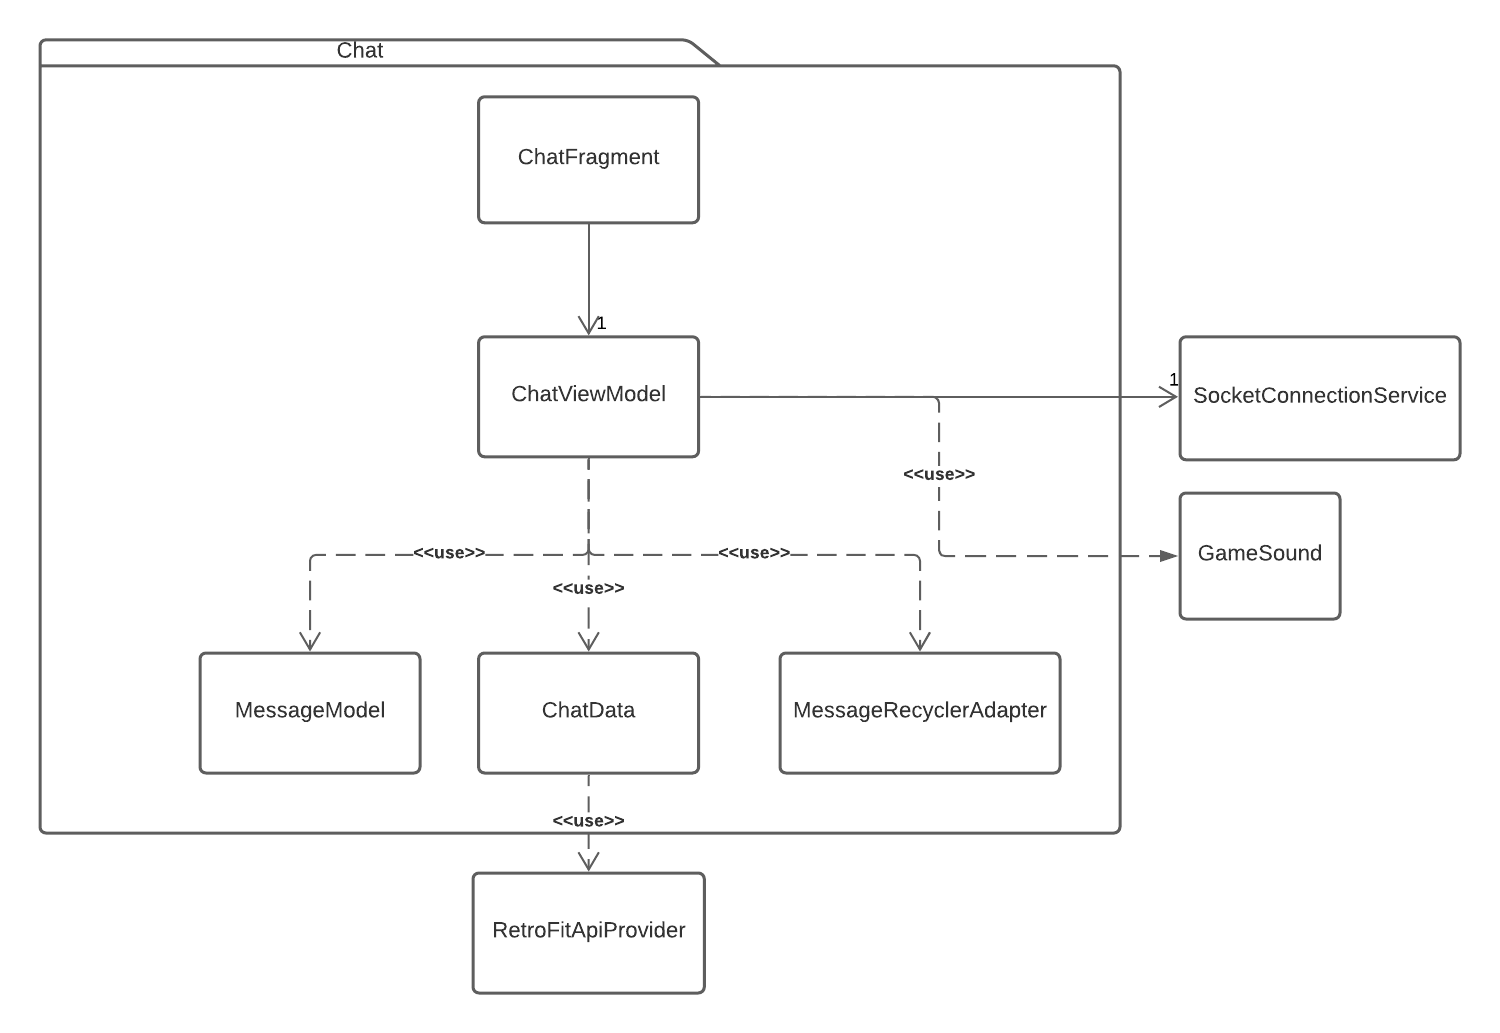 Chat
ChatFragment
1
ChatViewModel
1
SocketConnectionService
<<use>>
<<use>>
<<use>>
<<use>>
GameSound
MessageModel
ChatData
MessageRecyclerAdapter
<<use>>
RetroFitApiProvider